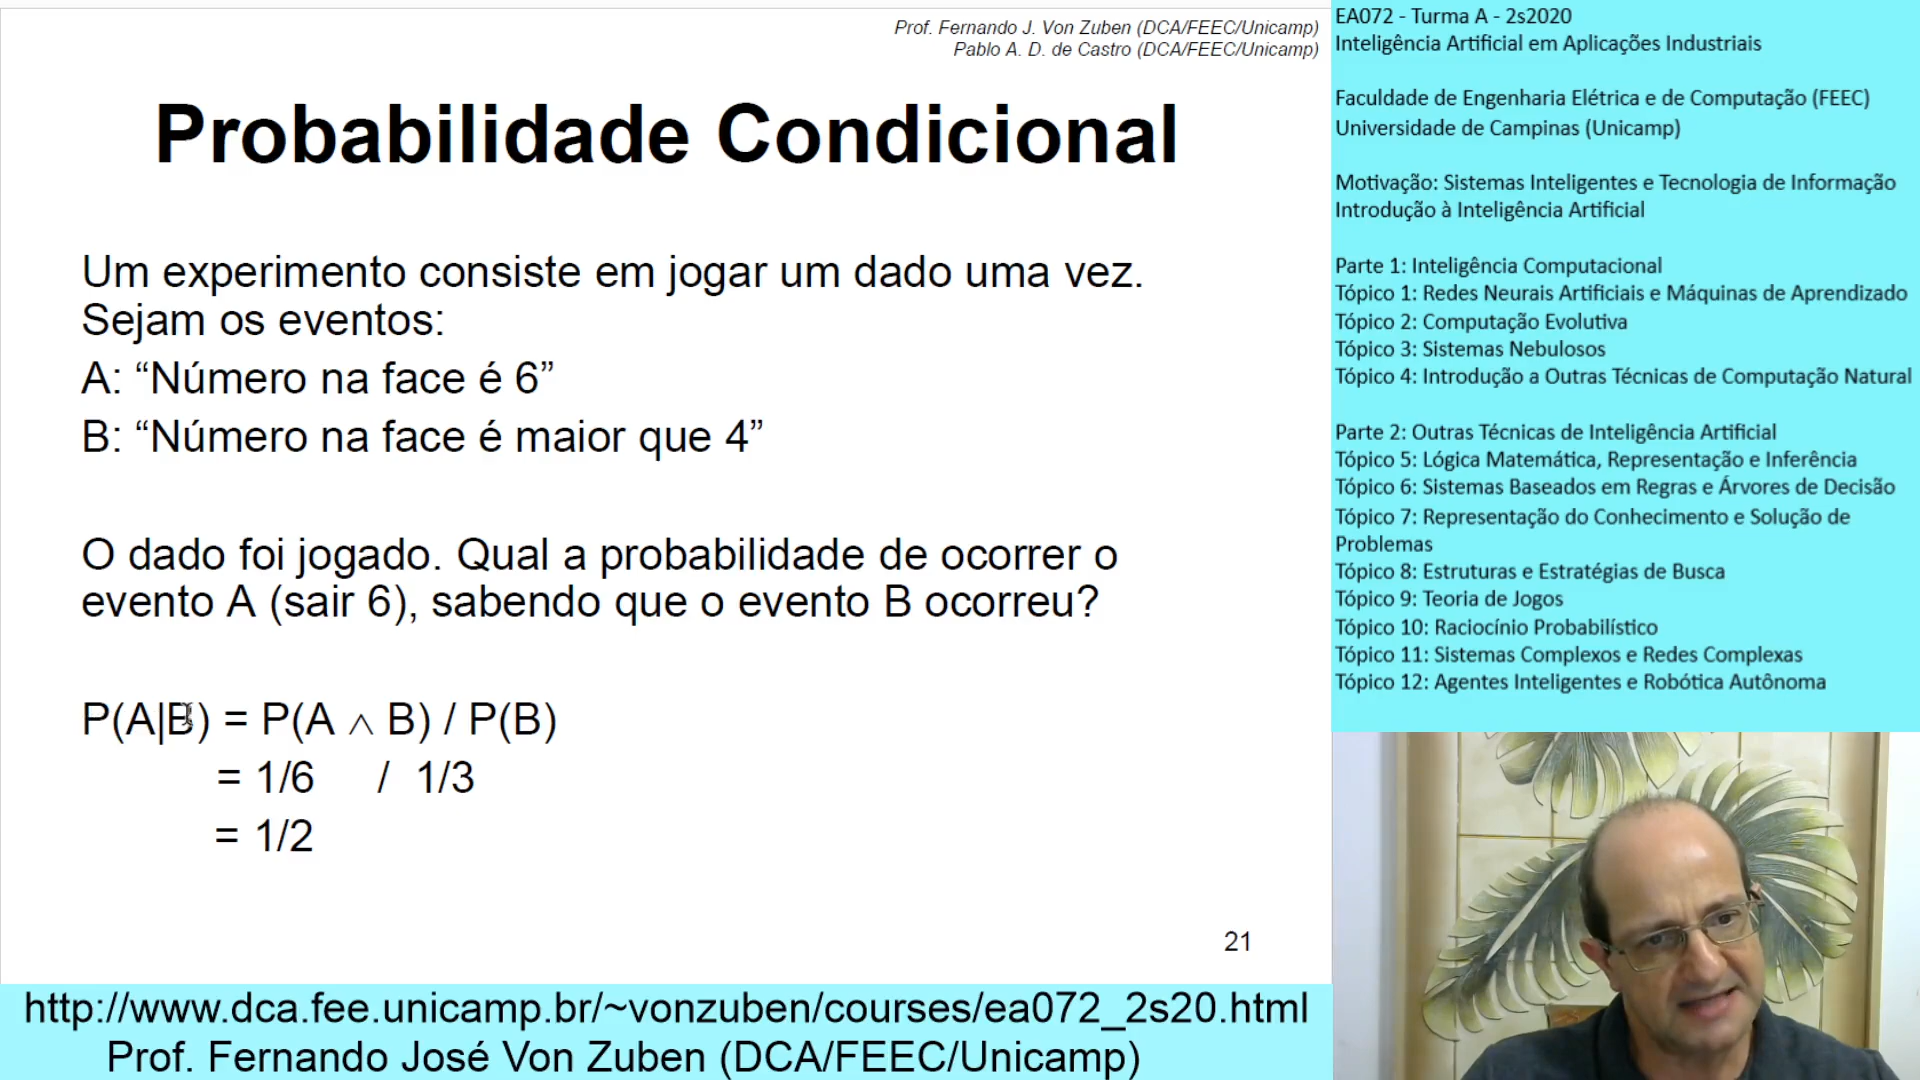 Prof. Fernando J. Von Zuben (DCA/FEEC/Unicamp)
Pablo A. D. de Castro (DCA/FEEC/Unicamp)
Probabilidade Condicional
Um experimento consiste em jogar um dado uma vez.
Sejam os eventos:
A: “Número na face é 6”
B: “Número na face é maior que 4”
O dado foi jogado. Qual a probabilidade de ocorrer o
evento A (sair 6), sabendo que o evento B ocorreu?
P(A|B) = P(A ∧ B) / P(B)
= 1/6 / 1/3
= 1/2
21
http://www.dca.fee.unicamp.br/~vonzuben/courses/ea072_2s20.html
Prof. Fernando José Von Zuben (DCA/FEEC/Unicamp)
EA072 - Turma A - 2s2020
Inteligência Artificial em Aplicações Industriais
Faculdade de Engenharia Elétrica e de Computação (FEEC)
Universidade de Campinas (Unicamp)
Motivação: Sistemas Inteligentes e Tecnologia de Informação
Introdução à Inteligência Artificial
Parte 1: Inteligência Computacional
Tópico 1: Redes Neurais Artificiais e Máquinas de Aprendizado
Tópico 2: Computação Evolutiva
Tópico 3: Sistemas Nebulosos
Tópico 4: Introdução a Outras Técnicas de Computação Natural
Parte 2: Outras Técnicas de Inteligência Artificial
Tópico 5: Lógica Matemática, Representação e Inferência
Tópico 6: Sistemas Baseados em Regras e Árvores de Decisão
Tópico 7: Representação do Conhecimento e Solução de
Problemas
Tópico 8: Estruturas e Estratégias de Busca
Tópico 9: Teoria de Jogos
Tópico 10: Raciocínio Probabilístico
Tópico 11: Sistemas Complexos e Redes Complexas
Tópico 12: Agentes Inteligentes e Robótica Autônoma